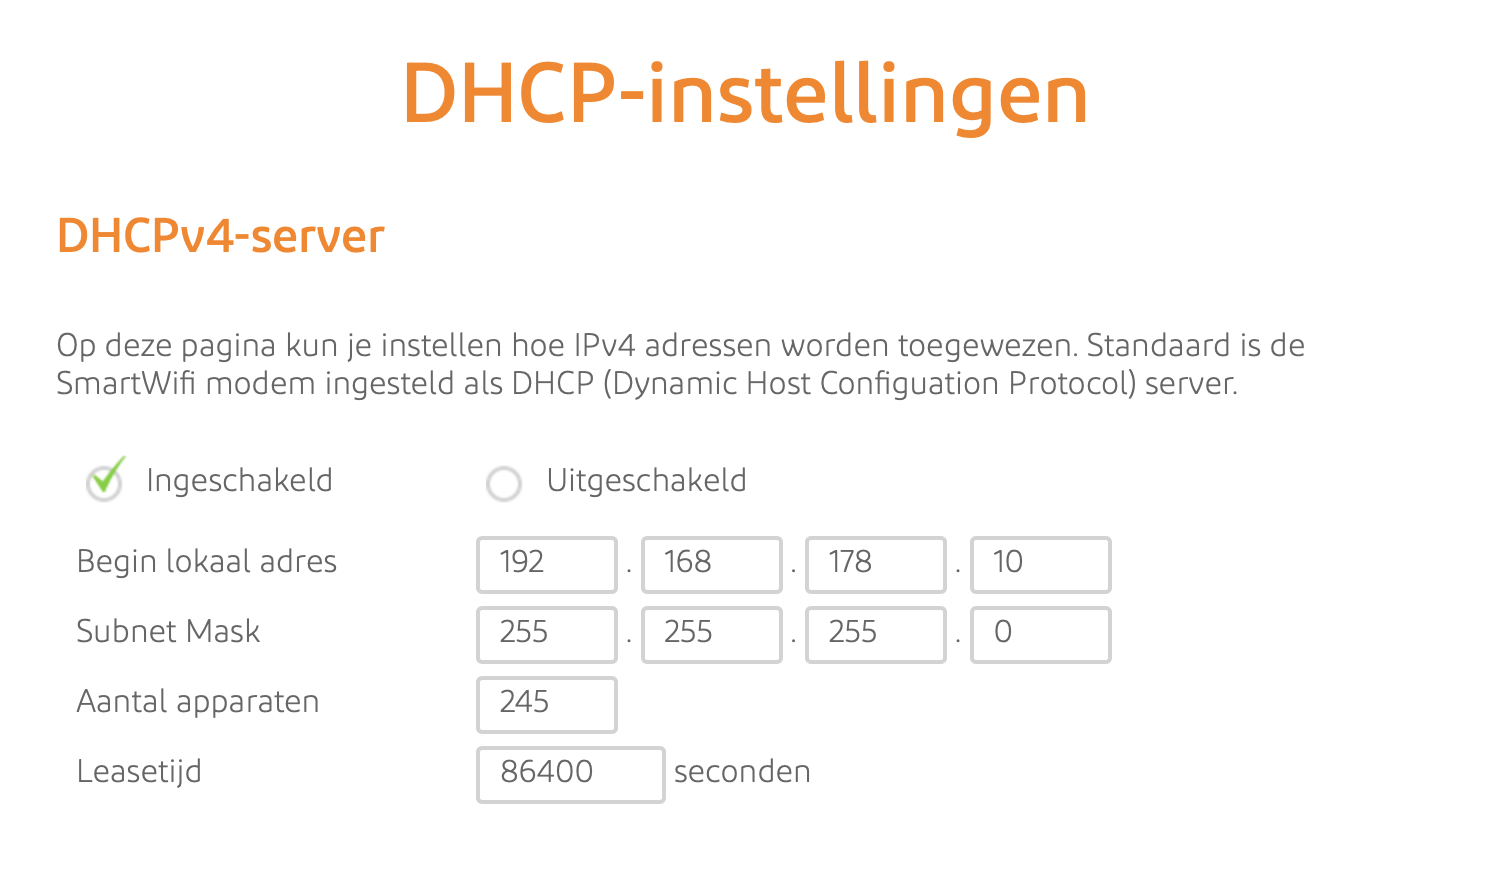 DHCP-instellingen
DHCPv4-server
Op deze pagina kun je instellen hoe IPv4 adressen worden toegewezen. Standaard is de
SmartWifi modem ingesteld als DHCP (Dynamic Host Configuation Protocol) server.
Ingeschakeld Uitgeschakeld
Begin lokaal adres 192 . 168 . 178 . 10
Subnet Mask 255 . 255 . 255 . 0
Aantal apparaten 245
Leasetijd 86400 seconden